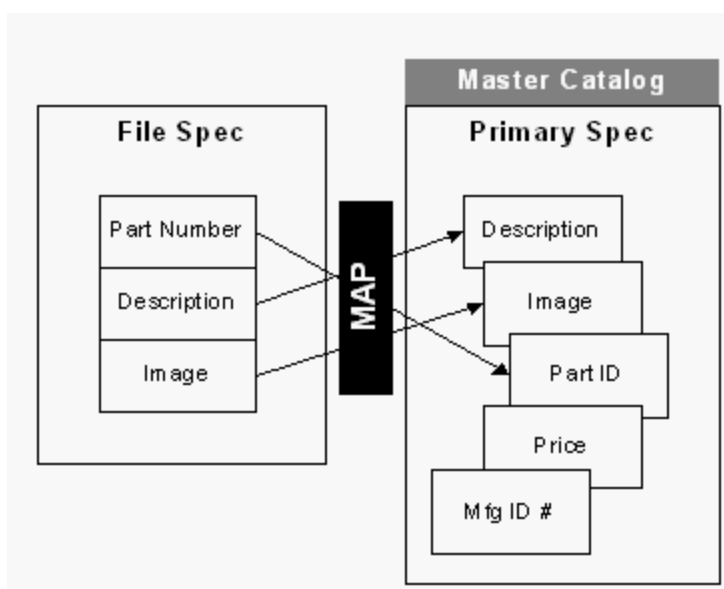 Master Catalog
File Spec
Primary Spec
Part Number
Description
Image
MAP
Description
Image
Part ID
Price
Mfg ID #